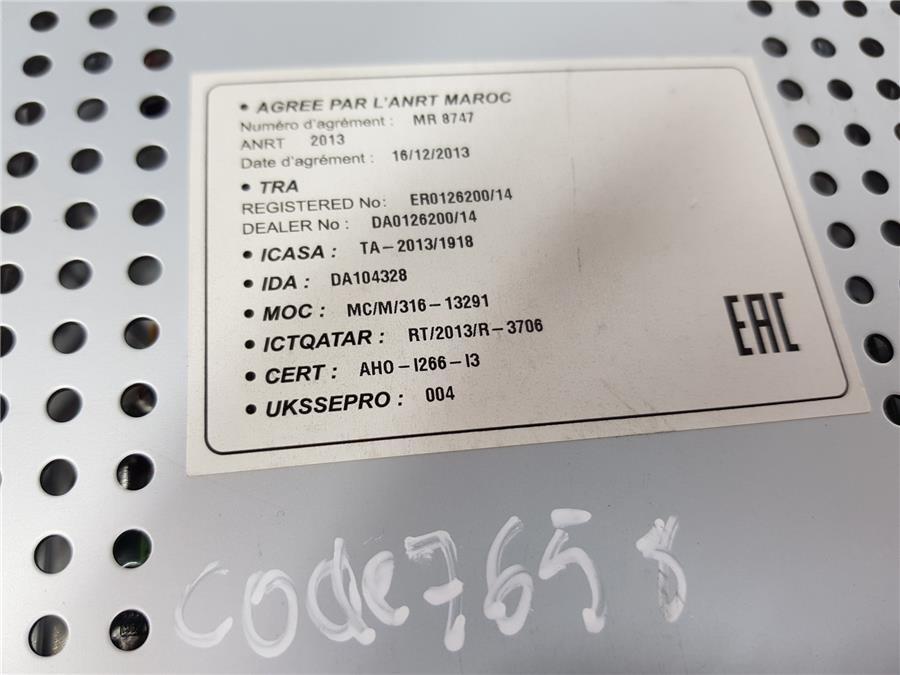 • AGREE PAR L'ANRT MAROC
Numéro d'agrément : MR 8747
ANRT 2013
Date d'agrément : 16/12/2013
• TRA
REGISTERED No: ER0126200/14
DEALER No : DA0126200/14
• ICASA : TA-2013/1918
• IDA : DA104328
• MOC : MC/M/316-13291
• ICTQATAR : RT/2013/R-3706
• CERT : AHO-I266-I3
• UKSSEPRO : 004
EAC
code 765